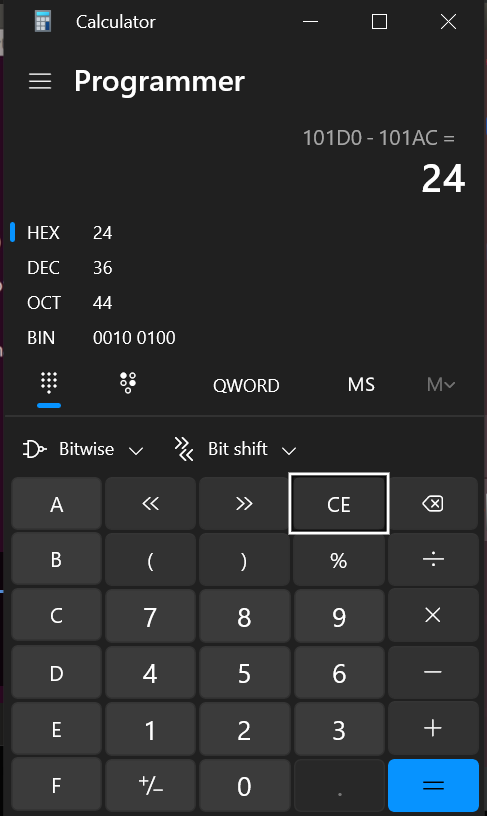 Calculator
Programmer
101D0 - 101AC =
24
HEX 24
DEC 36
OCT 44
BIN 0010 0100
QWORD MS M
Bitwise Bit shift
A « » CE
B ( ) % ÷
C 7 8 9 ×
D 4 5 6 −
E 1 2 3 +
F +/− 0 . =